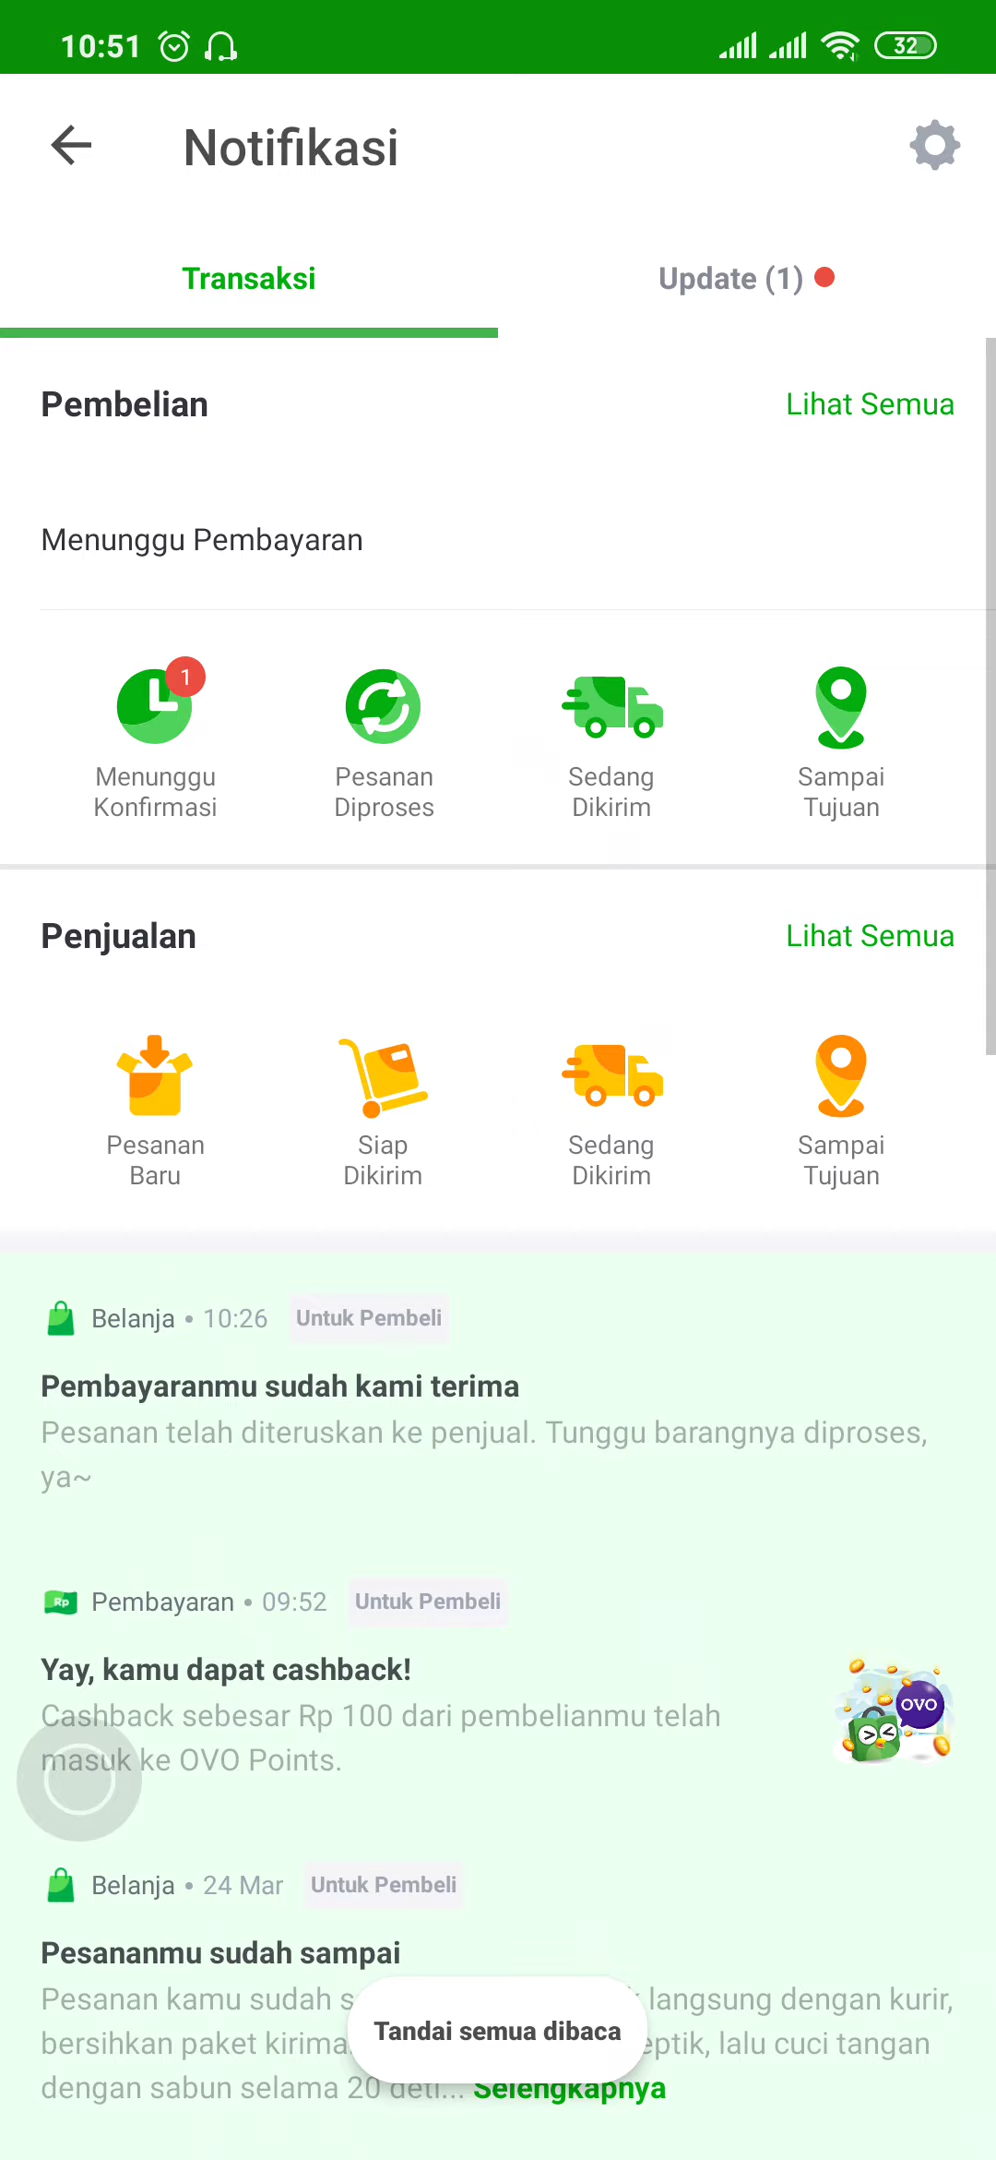 10:51
32
Notifikasi
Transaksi
Update (1)
Pembelian
Lihat Semua
Menunggu Pembayaran
1
Menunggu
Konfirmasi
Pesanan
Diproses
Sedang
Dikirim
Sampai
Tujuan
Penjualan
Lihat Semua
Pesanan
Baru
Siap
Dikirim
Sedang
Dikirim
Sampai
Tujuan
Belanja • 10:26 Untuk Pembeli
Pembayaranmu sudah kami terima
Pesanan telah diteruskan ke penjual. Tunggu barangnya diproses,
ya~
Rp Pembayaran • 09:52 Untuk Pembeli
Yay, kamu dapat cashback!
Cashback sebesar Rp 100 dari pembelianmu telah
masuk ke OVO Points.
OVO
Belanja • 24 Mar Untuk Pembeli
Pesananmu sudah sampai
Pesanan kamu sudah langsung dengan kurir,
bersihkan paket lalu cuci tangan
dengan sabun selama 20 Selengkapnya
Tandai semua dibaca